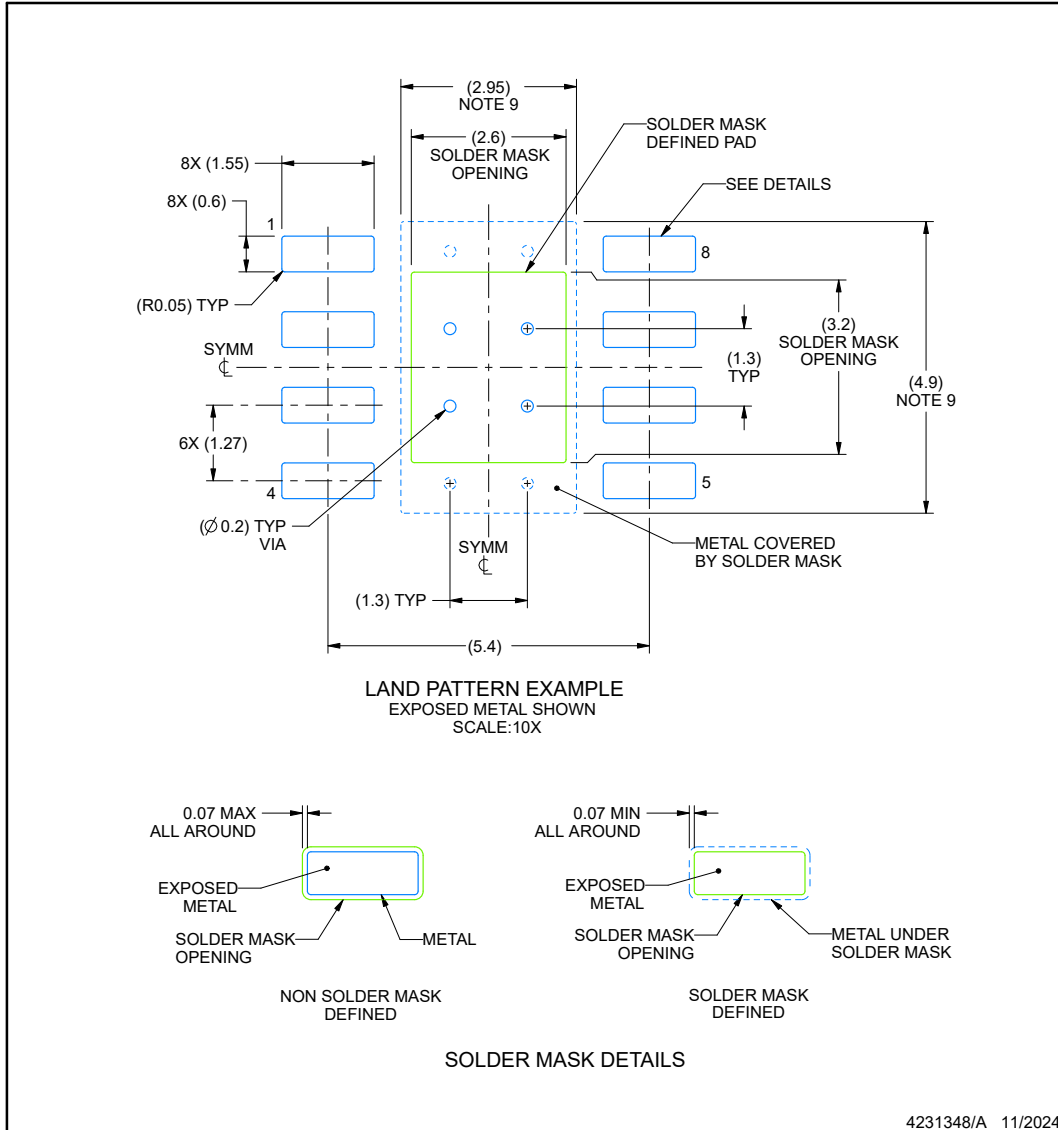 (2.95)
NOTE 9
(2.6)
SOLDER MASK
OPENING
SOLDER MASK
DEFINED PAD
8X (1.55)
SEE DETAILS
8X (0.6)
1
8
(R0.05) TYP
SYMM
℄
(3.2)
SOLDER MASK
OPENING
(1.3)
TYP
(4.9)
NOTE 9
6X (1.27)
4
5
(Ø 0.2) TYP
VIA
SYMM
℄
METAL COVERED
BY SOLDER MASK
(1.3) TYP
(5.4)
LAND PATTERN EXAMPLE
EXPOSED METAL SHOWN
SCALE:10X
0.07 MAX
ALL AROUND
EXPOSED
METAL
SOLDER MASK
OPENING
METAL
NON SOLDER MASK
DEFINED
0.07 MIN
ALL AROUND
EXPOSED
METAL
SOLDER MASK
OPENING
METAL UNDER
SOLDER MASK
SOLDER MASK
DEFINED
SOLDER MASK DETAILS
4231348/A 11/2024